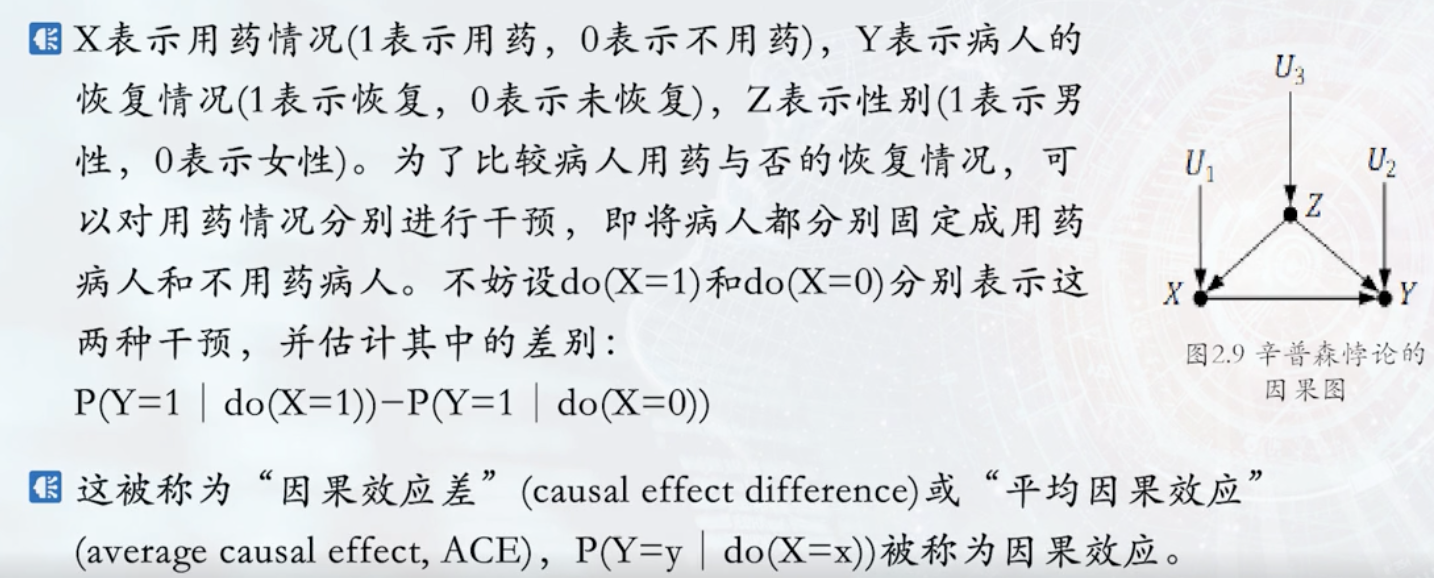 X表示用药情况(1表示用药，0表示不用药)，Y表示病人的
恢复情况(1表示恢复，0表示未恢复)，Z表示性别(1表示男
性，0表示女性)。为了比较病人用药与否的恢复情况，可
以对用药情况分别进行干预，即将病人都分别固定成用药
病人和不用药病人。不妨设do(X=1)和do(X=0)分别表示这
两种干预，并估计其中的差别：
P(Y=1｜do(X=1))−P(Y=1｜do(X=0))
这被称为“因果效应差”(causal effect difference)或“平均因果效应”
(average causal effect, ACE)，P(Y=y｜do(X=x))被称为因果效应。
U3
U1
U2
Z
X
Y
图2.9 辛普森悖论的
因果图